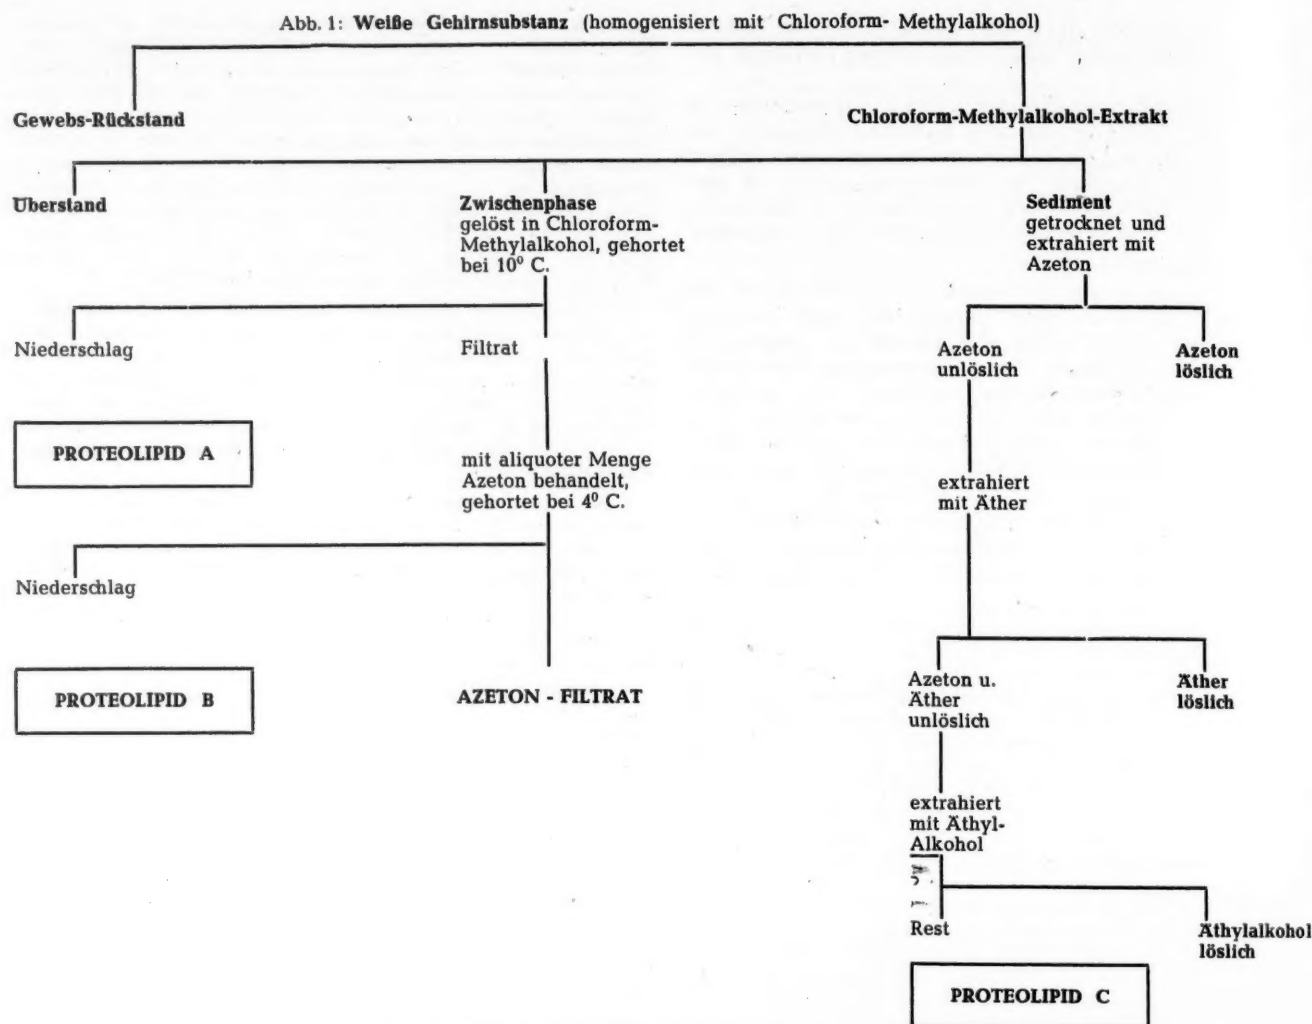 Abb. 1: Weiße Gehirnsubstanz (homogenisiert mit Chloroform- Methylalkohol)
Gewebs-Rückstand
Chloroform-Methylalkohol-Extrakt
Überstand
Zwischenphase
gelöst in Chloroform-
Methylalkohol, gehortet
bei 10⁰ C.
Sediment
getrocknet und
extrahiert mit
Azeton
Niederschlag
Filtrat
Azeton
unlöslich
Azeton
löslich
PROTEOLIPID A
mit aliquoter Menge
Azeton behandelt,
gehortet bei 4⁰ C.
extrahiert
mit Äther
Niederschlag
PROTEOLIPID B
AZETON - FILTRAT
Azeton u.
Äther
unlöslich
Äther
löslich
extrahiert
mit Äthyl-
Alkohol
Rest
Äthylalkohol
löslich
PROTEOLIPID C